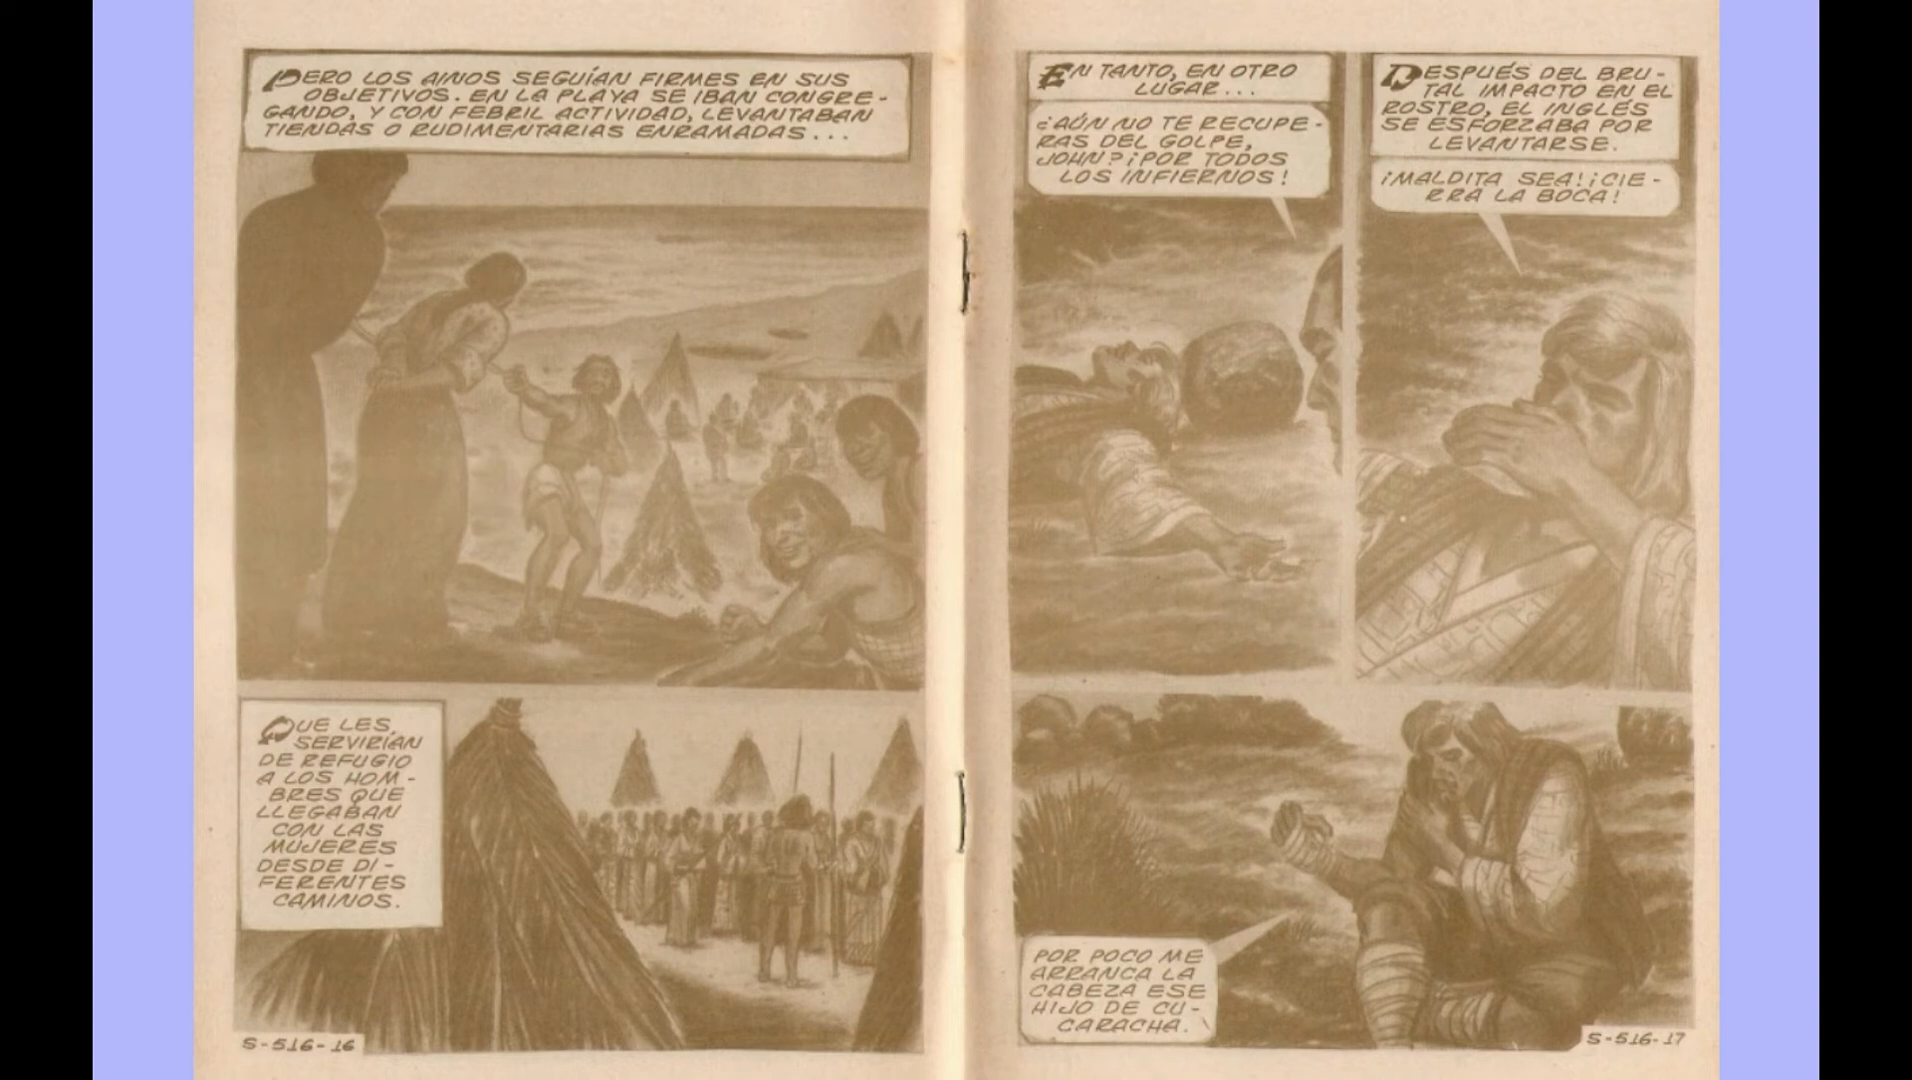 PERO LOS AINOS SEGUÍAN FIRMES EN SUS
OBJETIVOS. EN LA PLAYA SE IBAN CONGRE-
GANDO, Y CON FEBRIL ACTIVIDAD, LEVANTABAN
TIENDAS O RUDIMENTARIAS ENRAMADAS...
QUE LES
SERVIRÍAN
DE REFUGIO
A LOS HOM-
BRES QUE
LLEGABAN
CON LAS
MUJERES
DESDE DI-
FERENTES
CAMINOS.
S-516-16
EN TANTO, EN OTRO
LUGAR...
¿AÚN NO TE RECUPE-
RAS DEL GOLPE,
JOHN? ¡POR TODOS
LOS INFIERNOS!
DESPUÉS DEL BRU-
TAL IMPACTO EN EL
ROSTRO, EL INGLÉS
SE ESFORZABA POR
LEVANTARSE.
¡MALDITA SEA! ¡CIE-
RRA LA BOCA!
POR POCO ME
ARRANCA LA
CABEZA ESE
HIJO DE CU-
CARACHA.
S-516-17